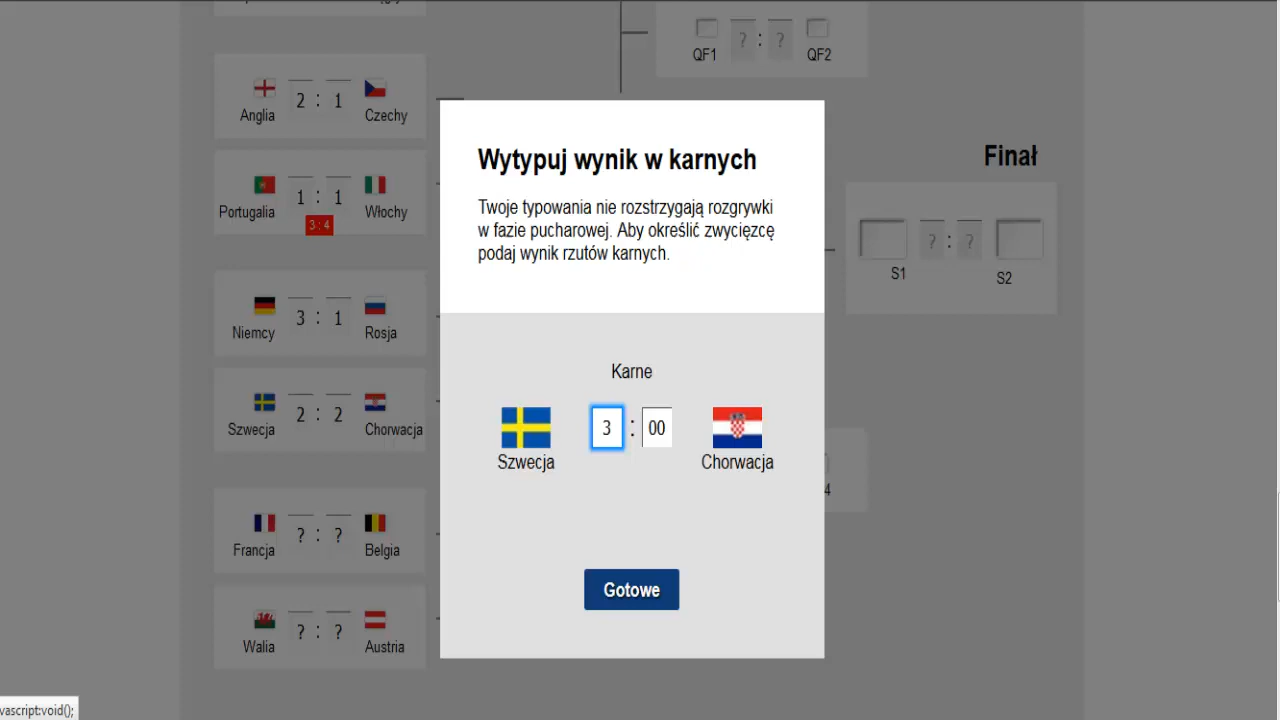 QF1 ? : ? QF2
Anglia 2 : 1 Czechy
Portugalia 1 : 1 Włochy
3 : 4
Niemcy 3 : 1 Rosja
Szwecja 2 : 2 Chorwacja
Francja ? : ? Belgia
Walia ? : ? Austria
Wytypuj wynik w karnych
Twoje typowania nie rozstrzygają rozgrywki
w fazie pucharowej. Aby określić zwycięzcę
podaj wynik rzutów karnych.
Karne
3 : 00
Szwecja Chorwacja
Gotowe
Finał
? : ?
S1 S2
4
vascript:void();